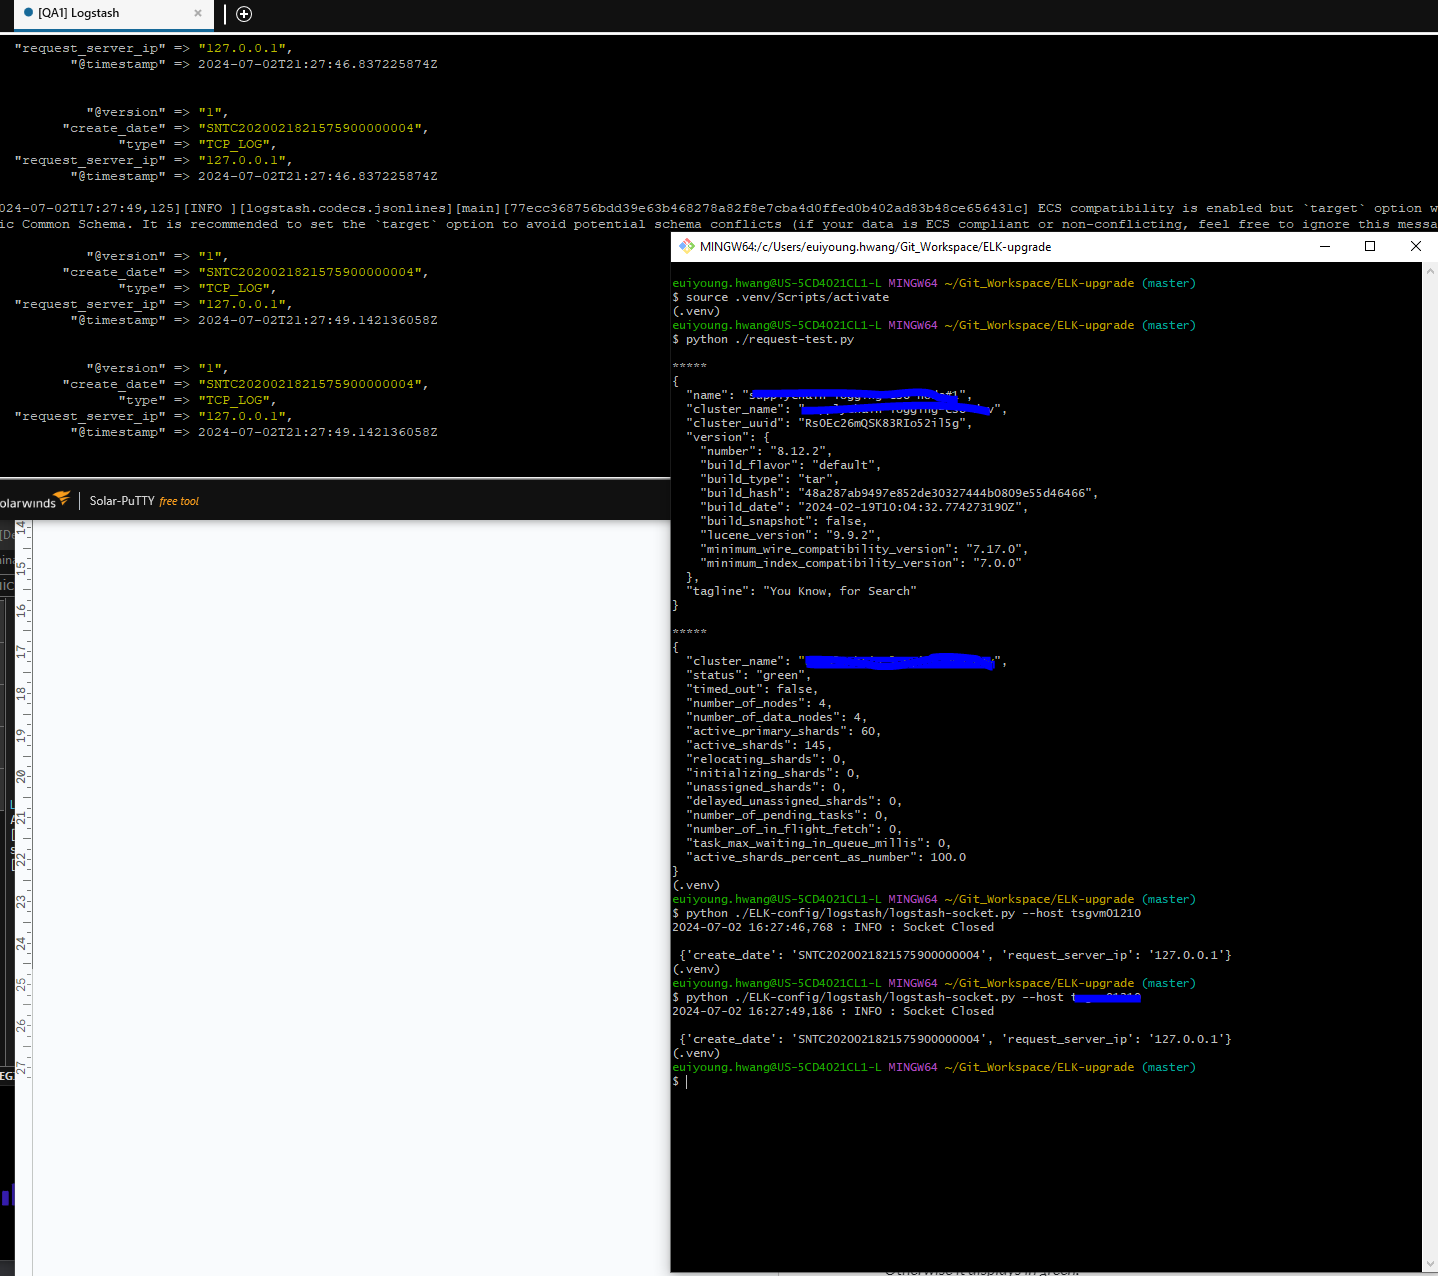 [QA1] Logstash
"request_server_ip" => "127.0.0.1",
"@timestamp" => 2024-07-02T21:27:46.837225874Z
"@version" => "1",
"create_date" => "SNTC2020021821575900000004",
"type" => "TCP_LOG",
"request_server_ip" => "127.0.0.1",
"@timestamp" => 2024-07-02T21:27:46.837225874Z
024-07-02T17:27:49,125][INFO ][logstash.codecs.jsonlines][main][77ecc368756bdd39e63b468278a82f8e7cba4d0ffed0b402ad83b48ce656431c] ECS compatibility is enabled but `target` option w
ic Common Schema. It is recommended to set the `target` option to avoid potential schema conflicts (if your data is ECS compliant or non-conflicting, feel free to ignore this messa
"@version" => "1",
"create_date" => "SNTC2020021821575900000004",
"type" => "TCP_LOG",
"request_server_ip" => "127.0.0.1",
"@timestamp" => 2024-07-02T21:27:49.142136058Z
"@version" => "1",
"create_date" => "SNTC2020021821575900000004",
"type" => "TCP_LOG",
"request_server_ip" => "127.0.0.1",
"@timestamp" => 2024-07-02T21:27:49.142136058Z
olarwinds Solar-PuTTY free tool
14
15
16
17
18
19
20
21
22
23
24
25
26
27
MINGW64:/c/Users/euiyoung.hwang/Git_Workspace/ELK-upgrade
euiyoung.hwang@US-5CD4021CL1-L MINGW64 ~/Git_Workspace/ELK-upgrade (master)
$ source .venv/Scripts/activate
(.venv)
euiyoung.hwang@US-5CD4021CL1-L MINGW64 ~/Git_Workspace/ELK-upgrade (master)
$ python ./request-test.py
*****
{
"name": "
"cluster_name": "
"cluster_uuid": "RsOEc26mQSK83RIo52il5g",
"version": {
"number": "8.12.2",
"build_flavor": "default",
"build_type": "tar",
"build_hash": "48a287ab9497e852de30327444b0809e55d46466",
"build_date": "2024-02-19T10:04:32.774273190Z",
"build_snapshot": false,
"lucene_version": "9.9.2",
"minimum_wire_compatibility_version": "7.17.0",
"minimum_index_compatibility_version": "7.0.0"
},
"tagline": "You Know, for Search"
}
*****
{
"cluster_name": "
"status": "green",
"timed_out": false,
"number_of_nodes": 4,
"number_of_data_nodes": 4,
"active_primary_shards": 60,
"active_shards": 145,
"relocating_shards": 0,
"initializing_shards": 0,
"unassigned_shards": 0,
"delayed_unassigned_shards": 0,
"number_of_pending_tasks": 0,
"number_of_in_flight_fetch": 0,
"task_max_waiting_in_queue_millis": 0,
"active_shards_percent_as_number": 100.0
}
(.venv)
euiyoung.hwang@US-5CD4021CL1-L MINGW64 ~/Git_Workspace/ELK-upgrade (master)
$ python ./ELK-config/logstash/logstash-socket.py --host tsgvm01210
2024-07-02 16:27:46,768 : INFO : Socket Closed
{'create_date': 'SNTC2020021821575900000004', 'request_server_ip': '127.0.0.1'}
(.venv)
euiyoung.hwang@US-5CD4021CL1-L MINGW64 ~/Git_Workspace/ELK-upgrade (master)
$ python ./ELK-config/logstash/logstash-socket.py --host
2024-07-02 16:27:49,186 : INFO : Socket Closed
{'create_date': 'SNTC2020021821575900000004', 'request_server_ip': '127.0.0.1'}
(.venv)
euiyoung.hwang@US-5CD4021CL1-L MINGW64 ~/Git_Workspace/ELK-upgrade (master)
$